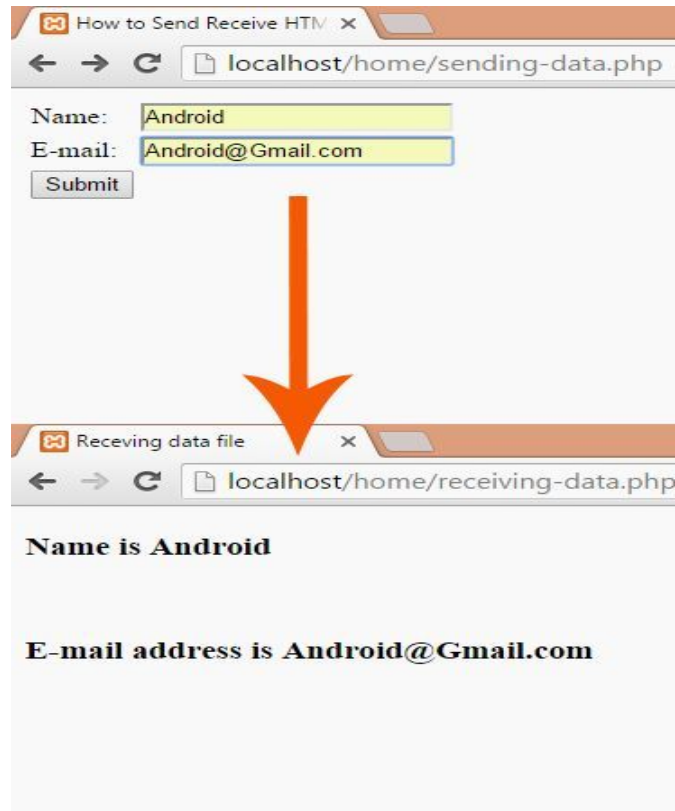 How to Send Receive HTM
localhost/home/sending-data.php
Name: Android
E-mail: Android@Gmail.com
Submit
Receving data file
localhost/home/receiving-data.php
Name is Android
E-mail address is Android@Gmail.com